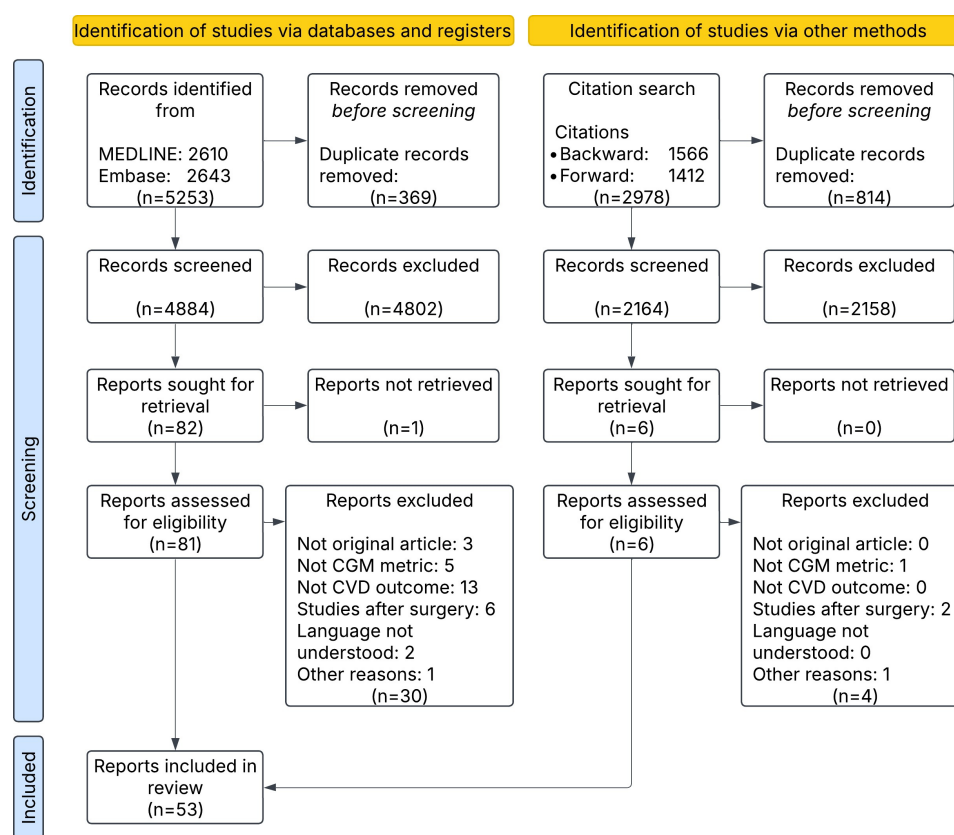 Identification of studies via databases and registers
Identification of studies via other methods
Identification
Records identified
from
MEDLINE: 2610
Embase: 2643
(n=5253)
Records removed
before screening
Duplicate records
removed:
(n=369)
Citation search
Citations
•Backward: 1566
•Forward: 1412
(n=2978)
Records removed
before screening
Duplicate records
removed:
(n=814)
Screening
Records screened
(n=4884)
Records excluded
(n=4802)
Records screened
(n=2164)
Records excluded
(n=2158)
Reports sought for
retrieval
(n=82)
Reports not retrieved
(n=1)
Reports sought for
retrieval
(n=6)
Reports not retrieved
(n=0)
Reports assessed
for eligibility
(n=81)
Reports excluded
Not original article: 3
Not CGM metric: 5
Not CVD outcome: 13
Studies after surgery: 6
Language not
understood: 2
Other reasons: 1
(n=30)
Reports assessed
for eligibility
(n=6)
Reports excluded
Not original article: 0
Not CGM metric: 1
Not CVD outcome: 0
Studies after surgery: 2
Language not
understood: 0
Other reasons: 1
(n=4)
Included
Reports included in
review
(n=53)